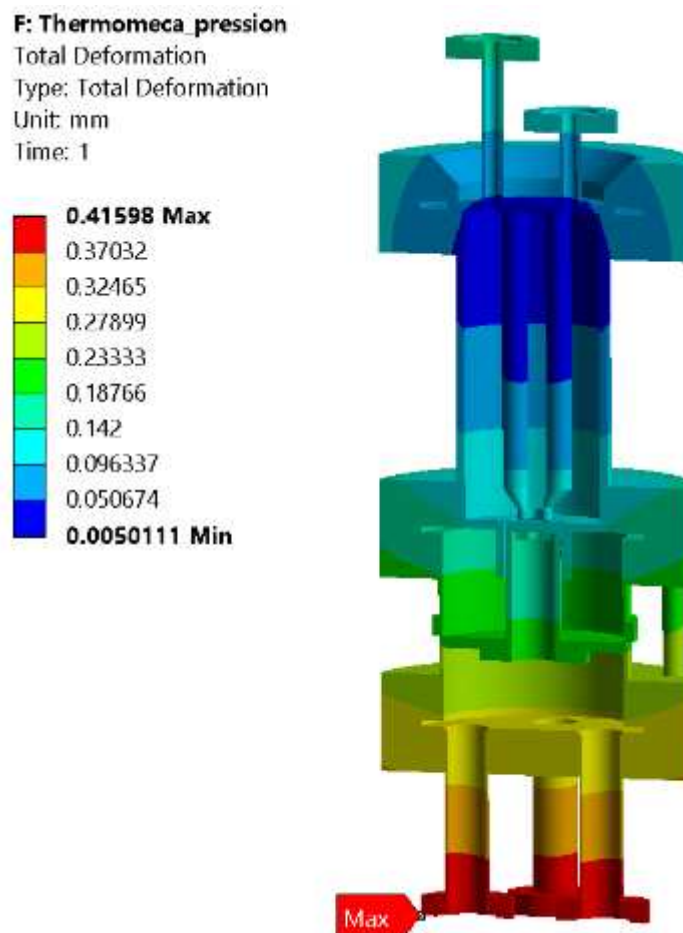 F: Thermomeca_pression
Total Deformation
Type: Total Deformation
Unit: mm
Time: 1
0.41598 Max
0.37032
0.32465
0.27899
0.23333
0.18766
0.142
0.096337
0.050674
0.0050111 Min
Max